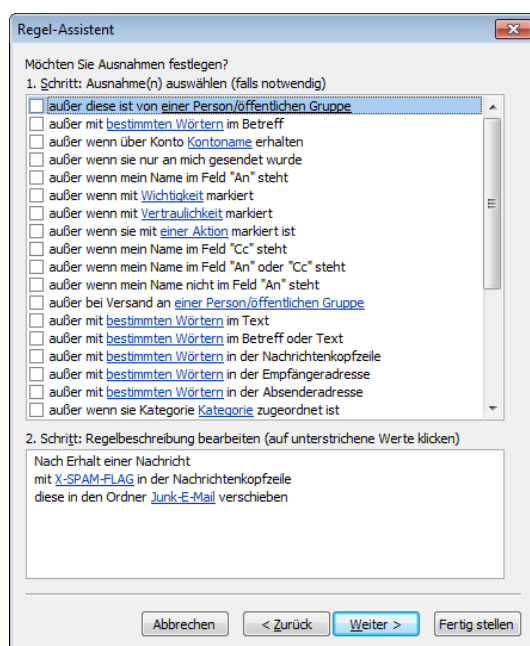 Regel-Assistent
Möchten Sie Ausnahmen festlegen?
1. Schritt: Ausnahme(n) auswählen (falls notwendig)
außer diese ist von einer Person/öffentlichen Gruppe
außer mit bestimmten Wörtern im Betreff
außer wenn über Konto Kontoname erhalten
außer wenn sie nur an mich gesendet wurde
außer wenn mein Name im Feld "An" steht
außer wenn mit Wichtigkeit markiert
außer wenn mit Vertraulichkeit markiert
außer wenn sie mit einer Aktion markiert ist
außer wenn mein Name im Feld "Cc" steht
außer wenn mein Name im Feld "An" oder "Cc" steht
außer wenn mein Name nicht im Feld "An" steht
außer bei Versand an einer Person/öffentlichen Gruppe
außer mit bestimmten Wörtern im Text
außer mit bestimmten Wörtern im Betreff oder Text
außer mit bestimmten Wörtern in der Nachrichtenkopfzeile
außer mit bestimmten Wörtern in der Empfängeradresse
außer mit bestimmten Wörtern in der Absenderadresse
außer wenn sie Kategorie Kategorie zugeordnet ist
2. Schritt: Regelbeschreibung bearbeiten (auf unterstrichene Werte klicken)
Nach Erhalt einer Nachricht
mit X-SPAM-FLAG in der Nachrichtenkopfzeile
diese in den Ordner Junk-E-Mail verschieben
Abbrechen < Zurück Weiter > Fertig stellen